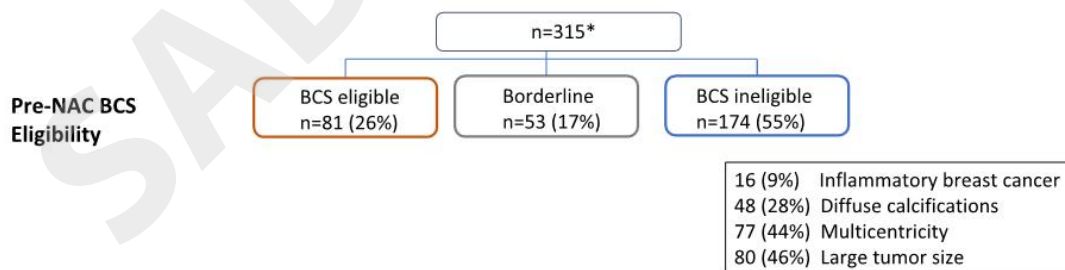 n=315*
Pre-NAC BCS
Eligibility
BCS eligible
n=81 (26%)
Borderline
n=53 (17%)
BCS ineligible
n=174 (55%)
16 (9%) Inflammatory breast cancer
48 (28%) Diffuse calcifications
77 (44%) Multicentricity
80 (46%) Large tumor size